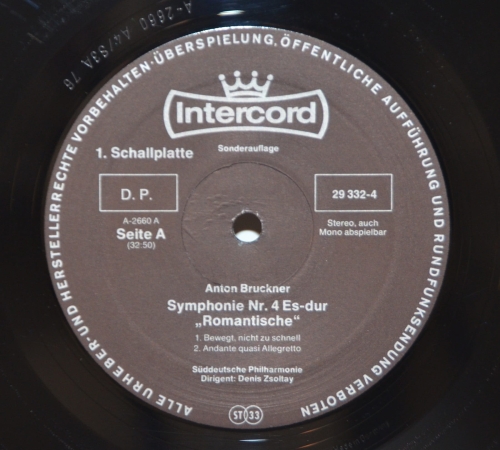 ALLE URHEBER- UND HERSTELLERRECHTE VORBEHALTEN · ÜBERSPIELUNG, ÖFFENTLICHE AUFFÜHRUNG UND RUNDFUNKSENDUNG VERBOTEN
Intercord
1. Schallplatte
Sonderauflage
D. P.
29 332-4
A-2660 A
Seite A
(32:50)
Stereo, auch
Mono abspielbar
Anton Bruckner
Symphonie Nr. 4 Es-dur
„Romantische“
1. Bewegt, nicht zu schnell
2. Andante quasi Allegretto
Süddeutsche Philharmonie
Dirigent: Denis Zsoltay
ST 33